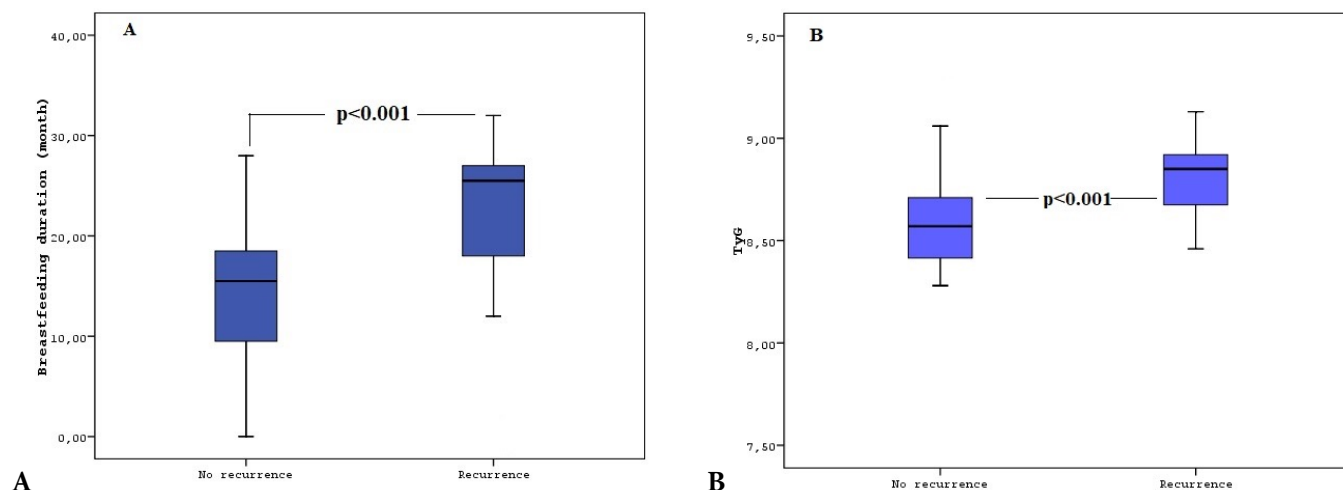 A
40,00
30,00
20,00
10,00
0,00
Breastfeeding duration (month)
p<0.001
No recurrence
Recurrence
A
B
9,50
9,00
8,50
8,00
7,50
TyG
p<0.001
No recurrence
Recurrence
B